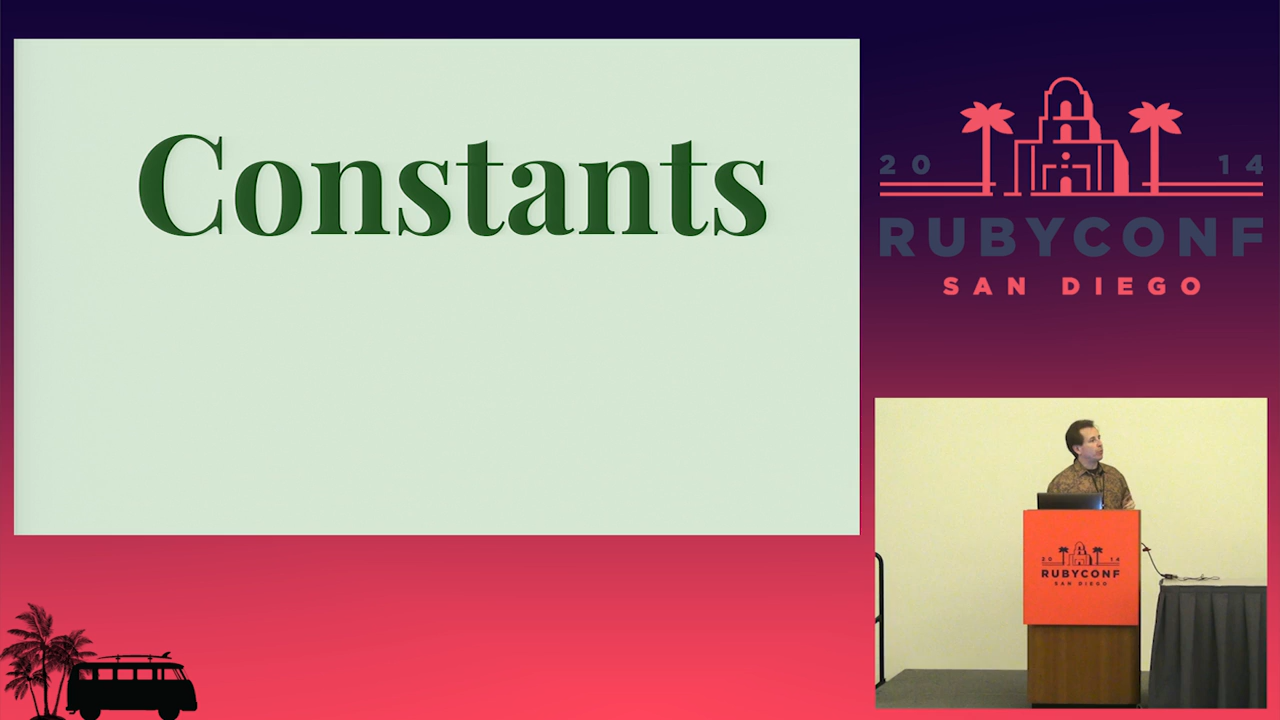 Constants
20 14
RUBYCONF
SAN DIEGO
20 14
RUBYCONF
SAN DIEGO